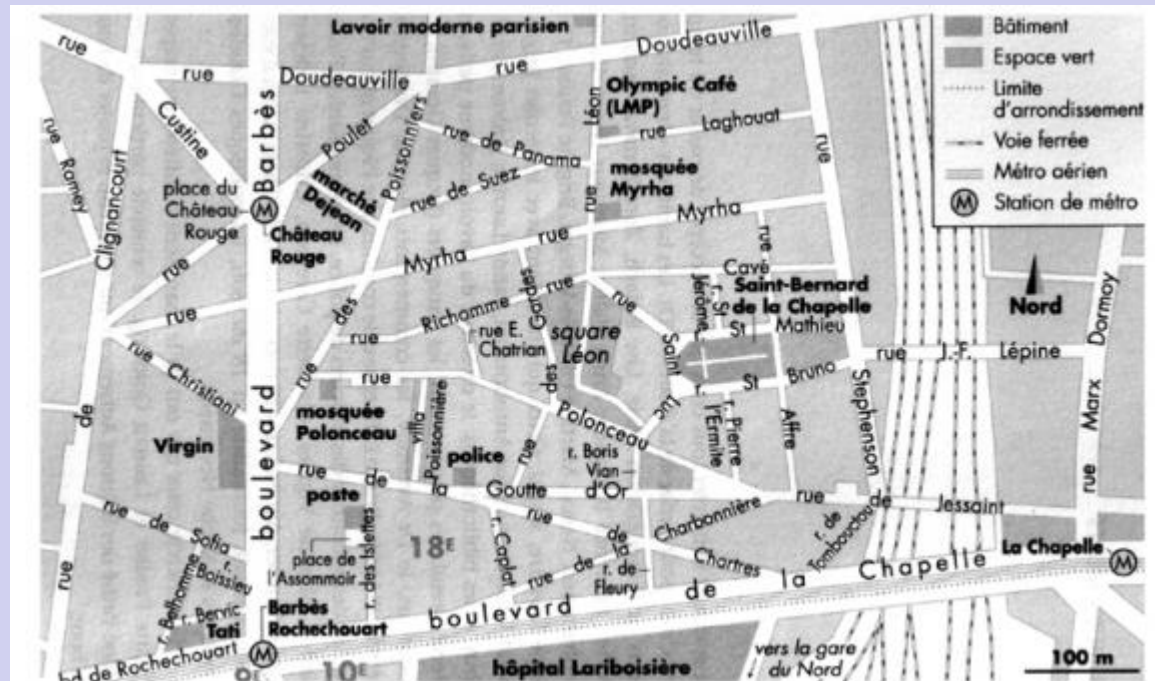 Lavoir moderne parisien
Bâtiment
Espace vert
Limite
d'arrondissement
Voie ferrée
Métro aérien
Station de métro
Nord
rue
rue Doudeauville rue Doudeauville
Custine
rue Ramey
rue de Clignancourt
boulevard Barbès
rue Poulet
rue des Poissonniers
Olympic Café
(LMP)
rue Léon
rue Laghouat
rue de Panama
rue de Suez
mosquée
Myrha
marché
Dejean
place du
Château
Rouge
Château
Rouge
rue
rue Myrha rue Myrha
rue
Cavé
rue Richomme rue
rue E.
Chatrian
rue des Gardes
square
Léon
rue Saint Luc
r. St Jérôme
Saint-Bernard
de la Chapelle
St Mathieu
r. St Bruno
rue J.-F. Lépine
rue Marx Dormoy
rue Stephenson
rue Christiani
Virgin
mosquée
Polonceau
rue Polonceau
villa Poissonnière
police
poste
r. Boris
Vian
r. Pierre
l'Ermite
Affre
rue de la Goutte d'Or
rue de Jessaint
rue de Chartres
rue de la Charbonnière
r. de
Tombouctou
r. de
Fleury
r. Caplat
r. des Islettes
place de
l'Assommoir
18E
rue de Sofia
r. Belhomme
r. Boissieu
r. Bervic
Tati
Barbès
Rochechouart
La Chapelle
boulevard de la Chapelle
bd de Rochechouart
10E
hôpital Lariboisière
vers la gare
du Nord
100 m